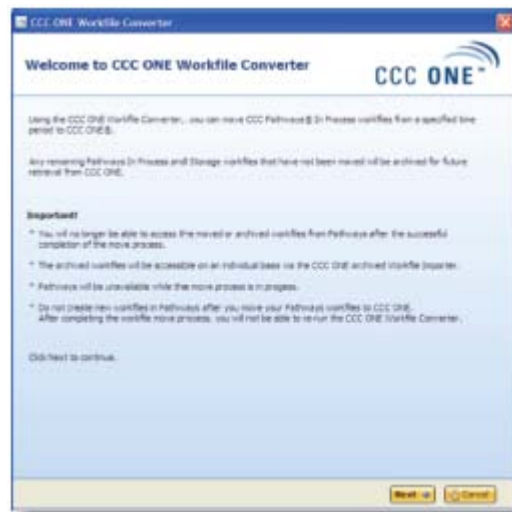 CCC ONE Workfile Converter
Welcome to CCC ONE Workfile Converter
CCC ONE™
Using the CCC ONE Workfile Converter, you can move CCC Pathways® In Process workfiles from a specified time
period to CCC ONE®.
Any remaining Pathways In Process and Storage workfiles that have not been moved will be archived for future
retrieval from CCC ONE.
Important!
* You will no longer be able to access the moved or archived workfiles from Pathways after the successful
completion of the move process.
* The archived workfiles will be accessible on an individual basis via the CCC ONE Archived Workfile Importer.
* Pathways will be unavailable while the move process is in progress.
* Do not create new workfiles in Pathways after you move your Pathways workfiles to CCC ONE.
After completing the workfile move process, you will not be able to re-run the CCC ONE Workfile Converter.
Click Next to continue.
Next
Cancel